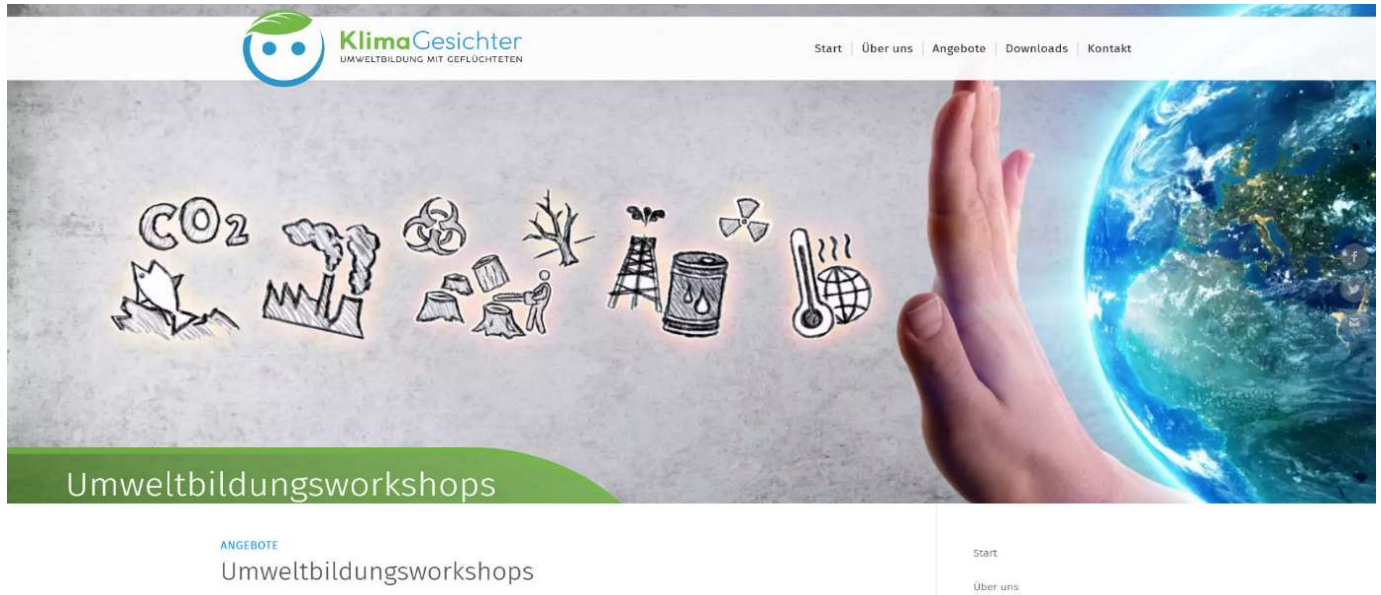 KlimaGesichter
UMWELTBILDUNG MIT GEFLÜCHTETEN
Start Über uns Angebote Downloads Kontakt
CO2
Umweltbildungsworkshops
ANGEBOTE
Umweltbildungsworkshops
Start
Über uns